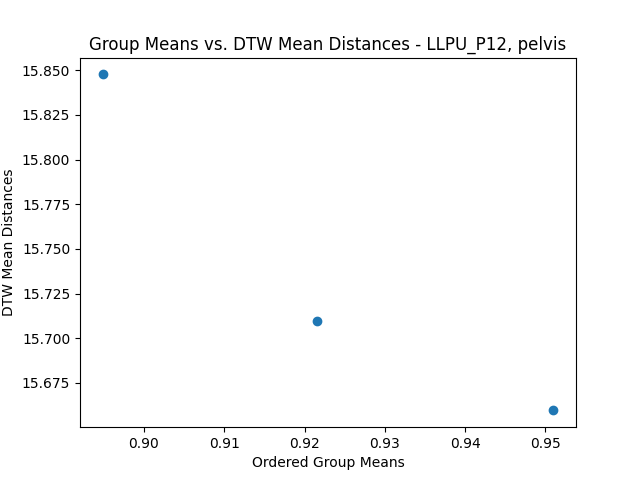 Group Means vs. DTW Mean Distances - LLPU_P12, pelvis
15.850
15.825
15.800
15.775
15.750
15.725
15.700
15.675
DTW Mean Distances
0.90 0.91 0.92 0.93 0.94 0.95
Ordered Group Means